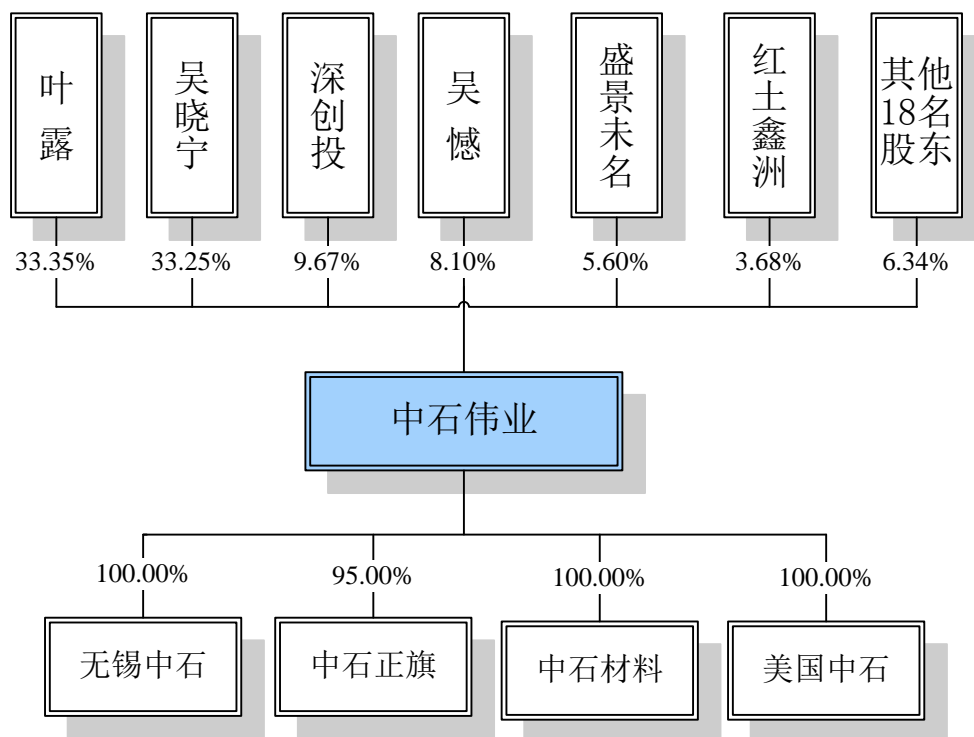 叶露
吴晓宁
深创投
吴憾
盛景未名
红土鑫洲
其他
18名
股东
33.35%
33.25%
9.67%
8.10%
5.60%
3.68%
6.34%
中石伟业
100.00%
95.00%
100.00%
100.00%
无锡中石
中石正旗
中石材料
美国中石